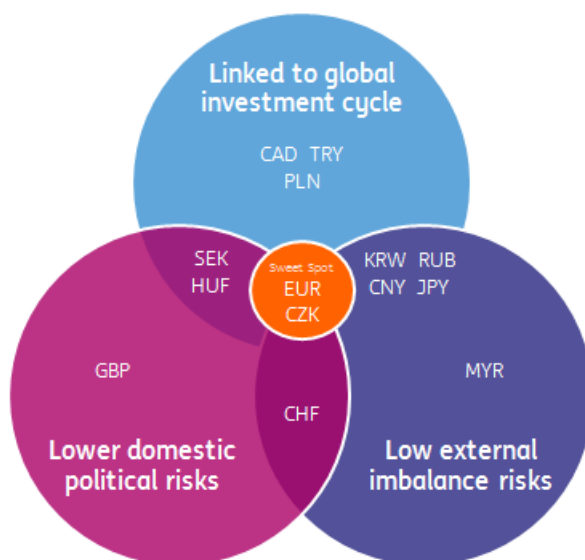 Linked to global
investment cycle
CAD TRY
PLN
SEK
HUF
Sweet Spot
EUR
CZK
KRW RUB
CNY JPY
GBP
MYR
CHF
Lower domestic
political risks
Low external
imbalance risks